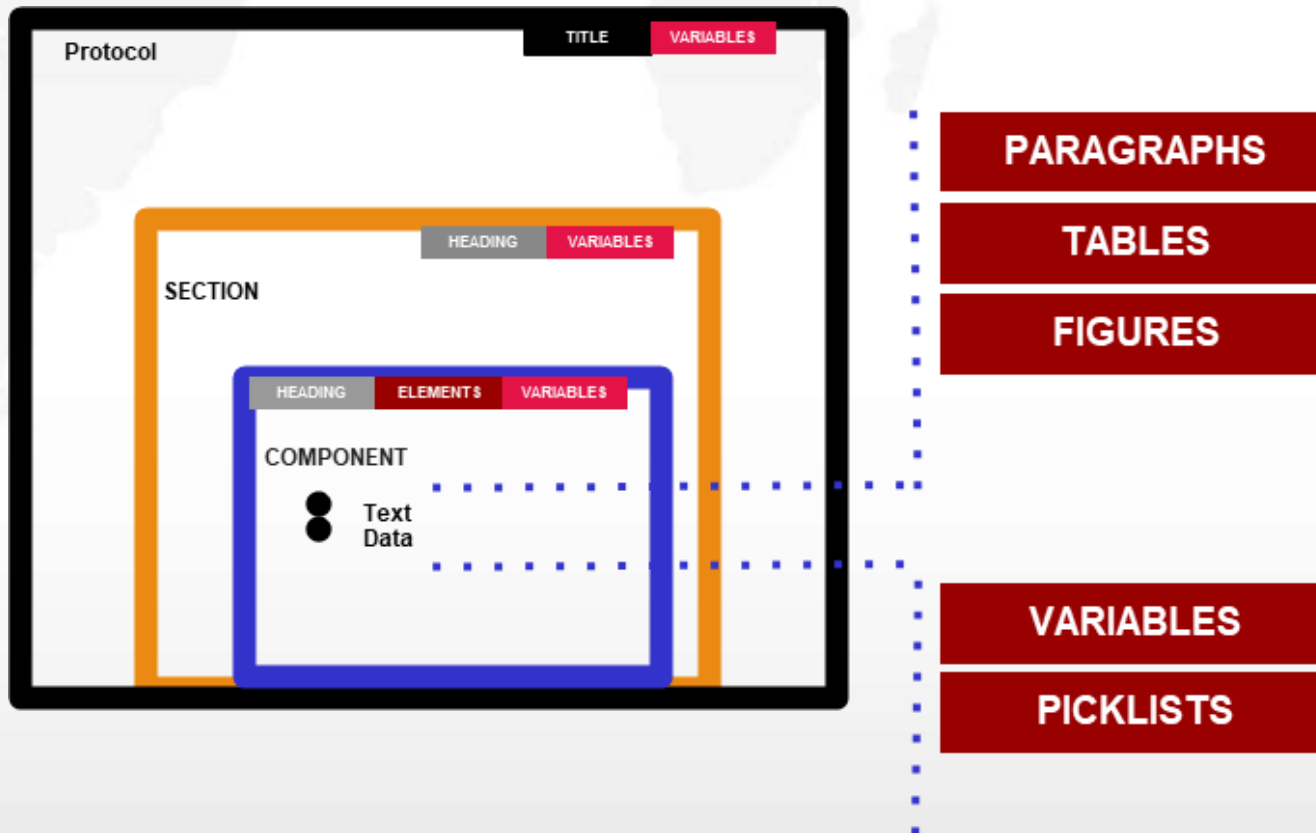 Protocol
TITLE
VARIABLES
HEADING
VARIABLES
SECTION
HEADING
ELEMENTS
VARIABLES
COMPONENT
Text
Data
PARAGRAPHS
TABLES
FIGURES
VARIABLES
PICKLISTS